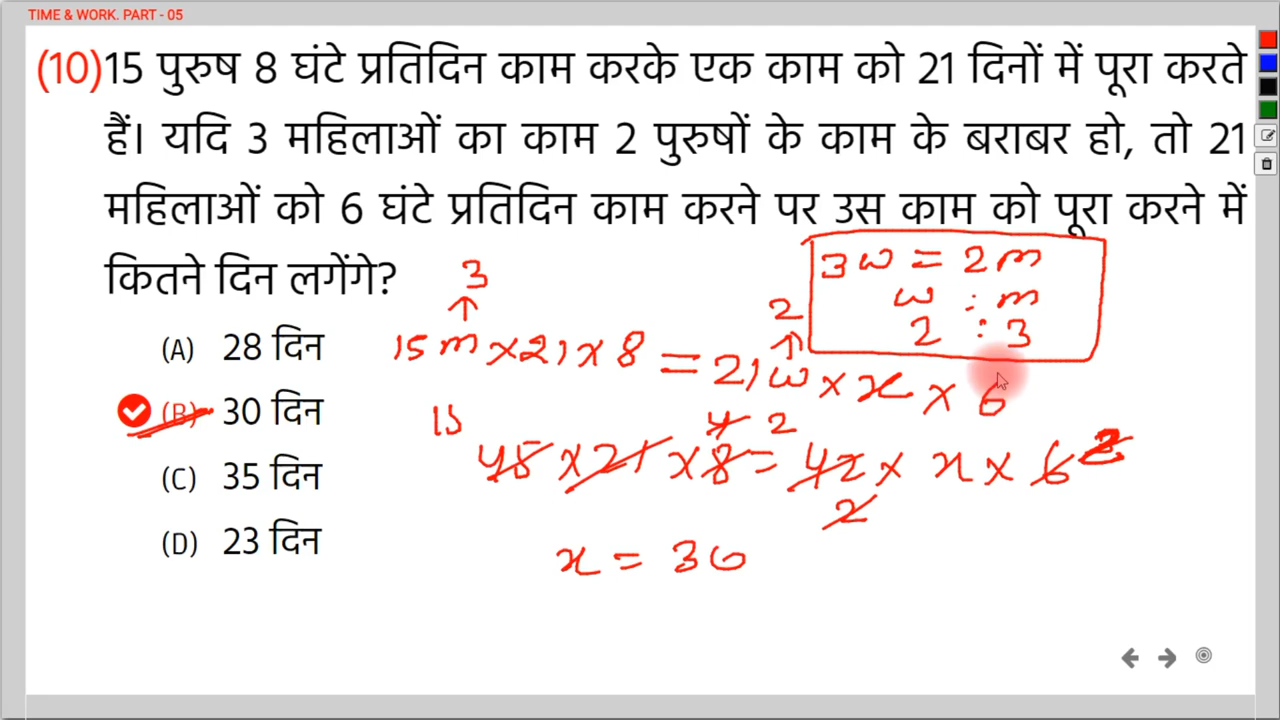 TIME & WORK. PART - 05
(10) 15 पुरुष 8 घंटे प्रतिदिन काम करके एक काम को 21 दिनों में पूरा करते
हैं। यदि 3 महिलाओं का काम 2 पुरुषों के काम के बराबर हो, तो 21
महिलाओं को 6 घंटे प्रतिदिन काम करने पर उस काम को पूरा करने में
कितने दिन लगेंगे?
3w = 2m
w : m
2 : 3
3
2
(A) 28 दिन
15m × 21 × 8 = 21w × x × 6
(B) 30 दिन
15
4 2
45 × 21 × 8 = 42 × x × 6 2
2
(C) 35 दिन
(D) 23 दिन
x = 30